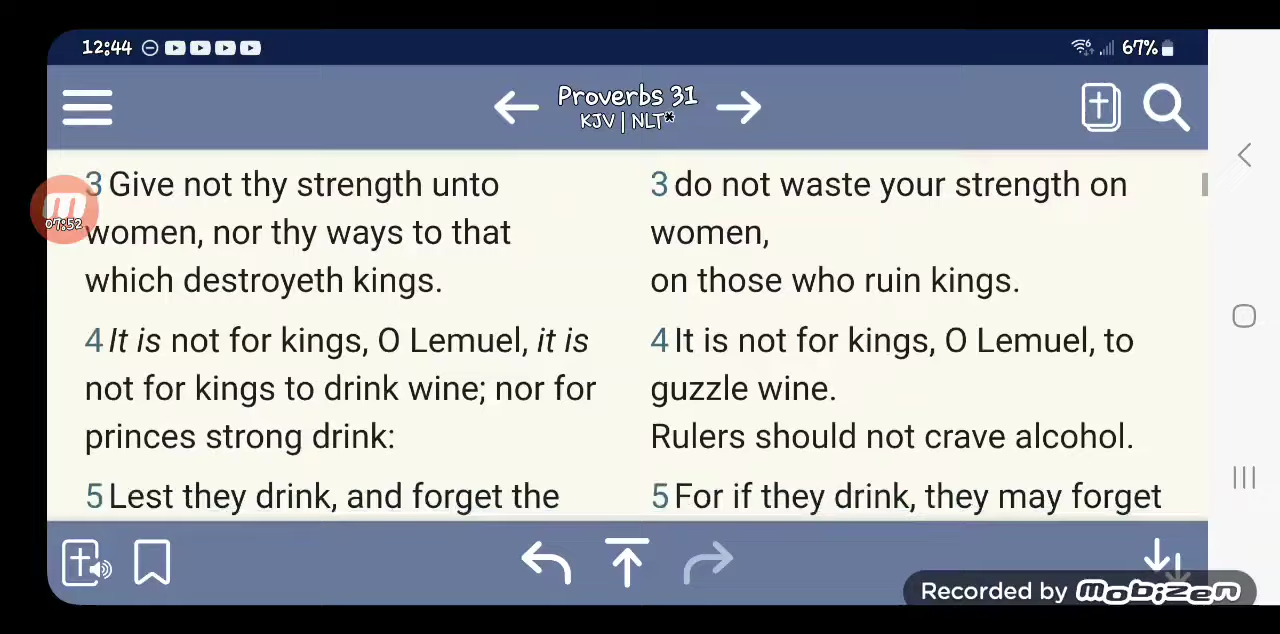 12:44 67%
Proverbs 31
KJV | NLT*
07:52
3 Give not thy strength unto
women, nor thy ways to that
which destroyeth kings.
4 It is not for kings, O Lemuel, it is
not for kings to drink wine; nor for
princes strong drink:
5 Lest they drink, and forget the
3 do not waste your strength on
women,
on those who ruin kings.
4 It is not for kings, O Lemuel, to
guzzle wine.
Rulers should not crave alcohol.
5 For if they drink, they may forget
Recorded by mobizen